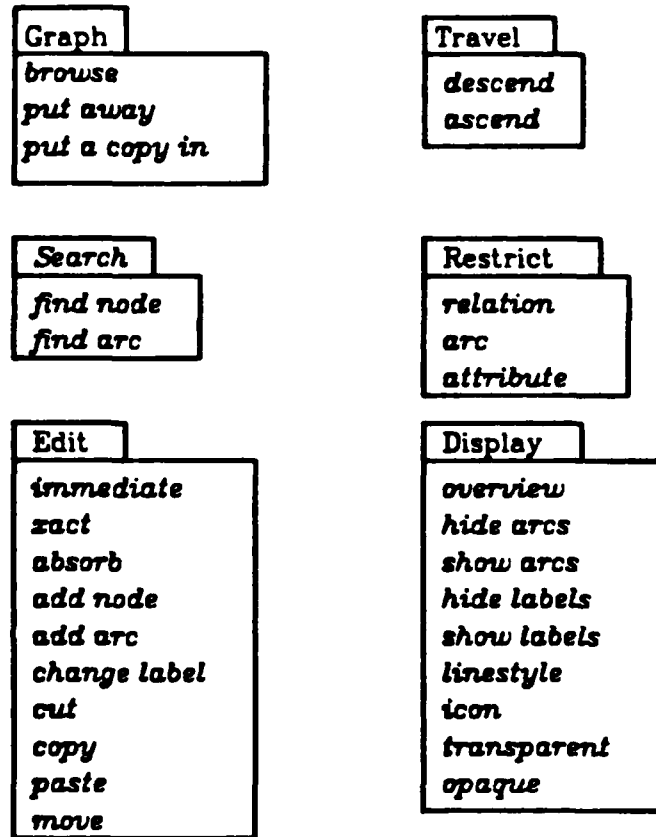 Graph
browse
put away
put a copy in
Travel
descend
ascend
Search
find node
find arc
Restrict
relation
arc
attribute
Edit
immediate
xact
absorb
add node
add arc
change label
cut
copy
paste
move
Display
overview
hide arcs
show arcs
hide labels
show labels
linestyle
icon
transparent
opaque